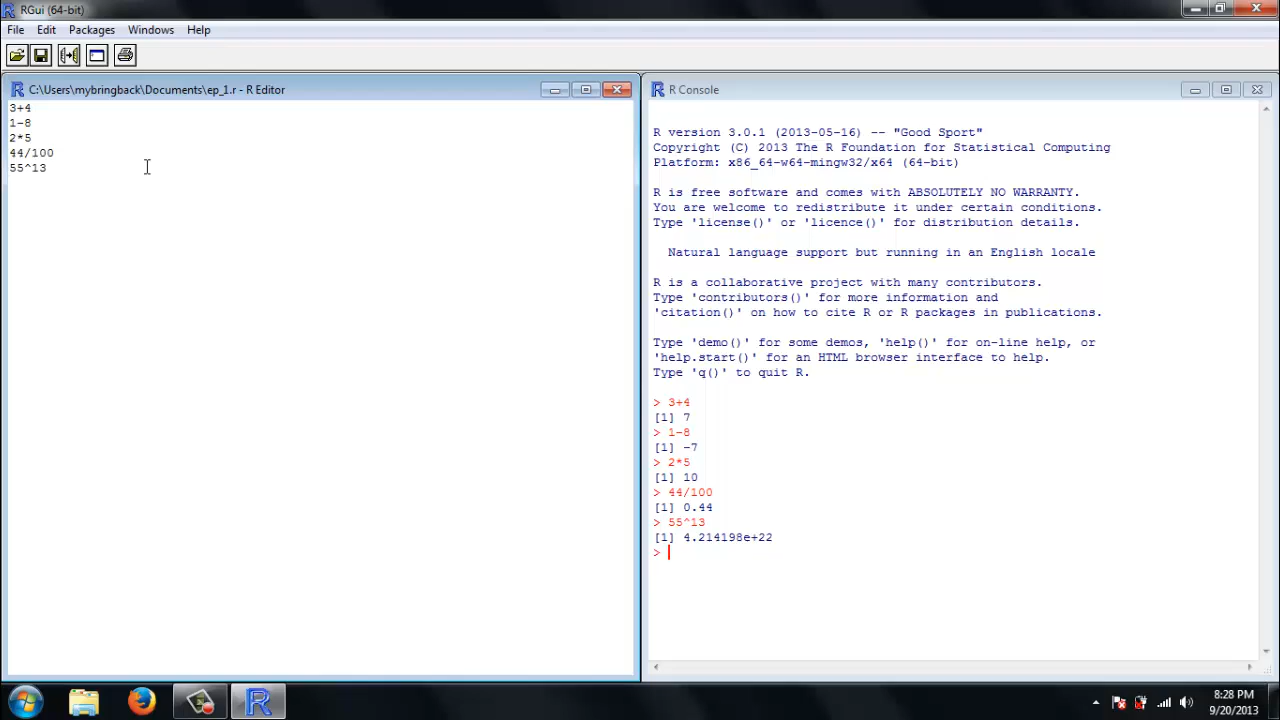 RGui (64-bit)
File Edit Packages Windows Help
C:\Users\mybringback\Documents\ep_1.r - R Editor
3+4
1-8
2*5
44/100
55^13
R Console
R version 3.0.1 (2013-05-16) -- "Good Sport"
Copyright (C) 2013 The R Foundation for Statistical Computing
Platform: x86_64-w64-mingw32/x64 (64-bit)
R is free software and comes with ABSOLUTELY NO WARRANTY.
You are welcome to redistribute it under certain conditions.
Type 'license()' or 'licence()' for distribution details.
Natural language support but running in an English locale
R is a collaborative project with many contributors.
Type 'contributors()' for more information and
'citation()' on how to cite R or R packages in publications.
Type 'demo()' for some demos, 'help()' for on-line help, or
'help.start()' for an HTML browser interface to help.
Type 'q()' to quit R.
> 3+4
[1] 7
> 1-8
[1] -7
> 2*5
[1] 10
> 44/100
[1] 0.44
> 55^13
[1] 4.214198e+22
>
8:28 PM
9/20/2013